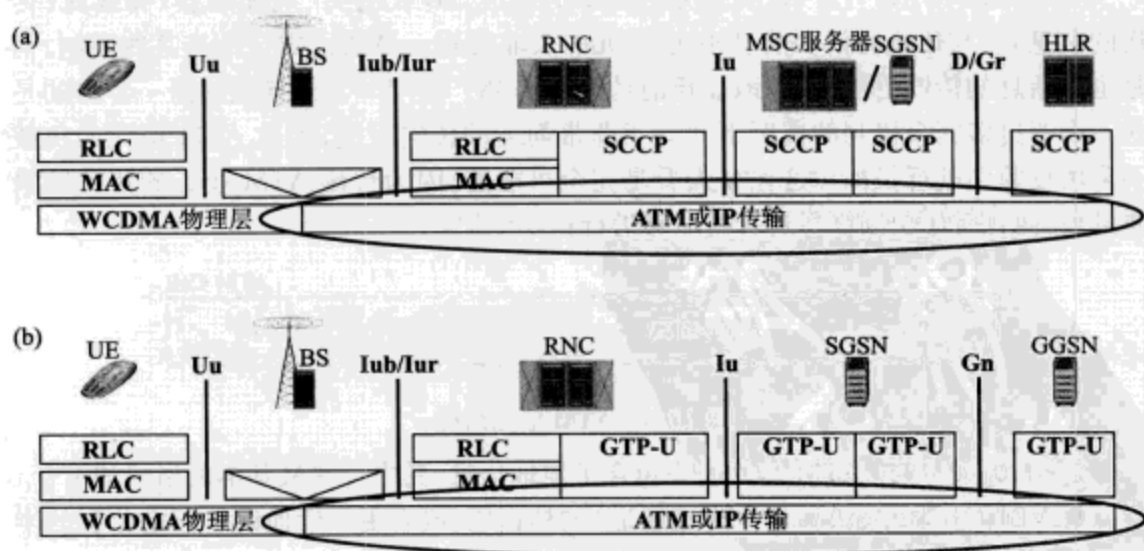 (a)
UE Uu BS Iub/Iur RNC Iu MSC服务器/SGSN D/Gr HLR
RLC RLC SCCP SCCP SCCP SCCP
MAC MAC
WCDMA物理层 ATM或IP传输
(b)
UE Uu BS Iub/Iur RNC Iu SGSN Gn GGSN
RLC RLC GTP-U GTP-U GTP-U GTP-U
MAC MAC
WCDMA物理层 ATM或IP传输